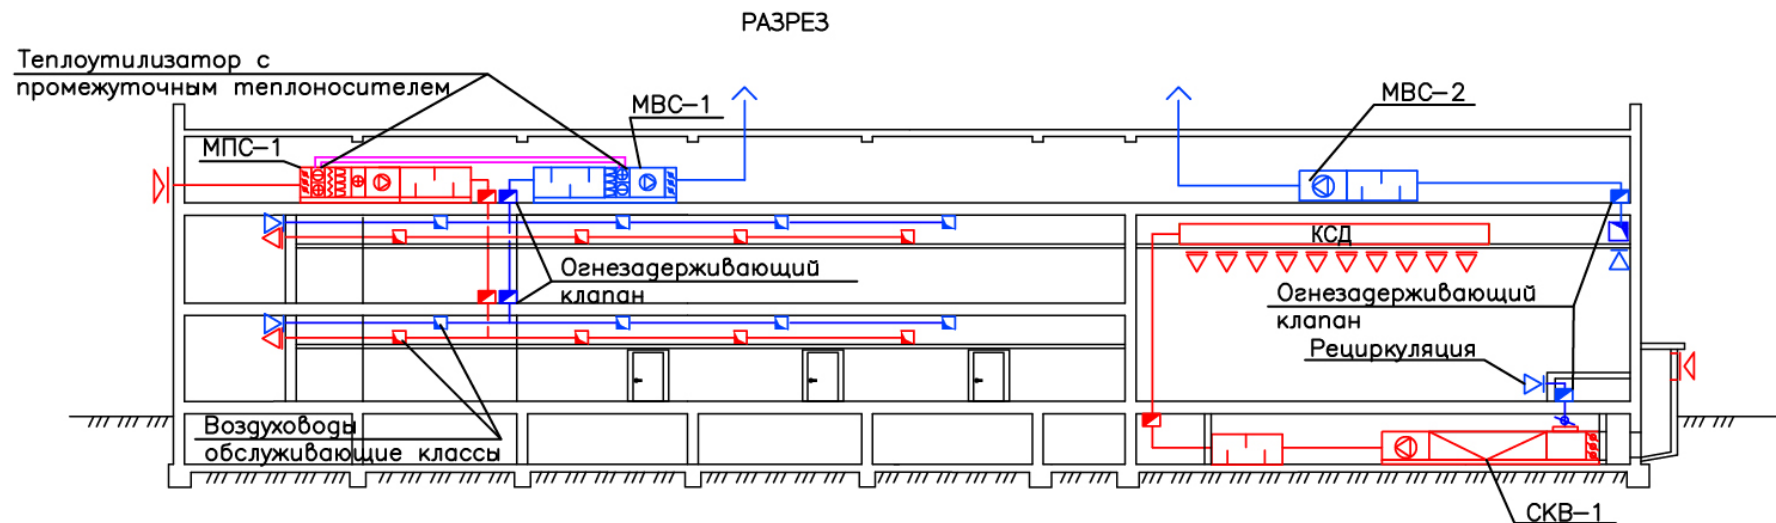 РАЗРЕЗ
Теплоутилизатор с
промежуточным теплоносителем
МВС-1
МВС-2
МПС-1
КСД
Огнезадерживающий
клапан
Огнезадерживающий
клапан
Рециркуляция
Воздуховоды
обслуживающие классы
СКВ-1